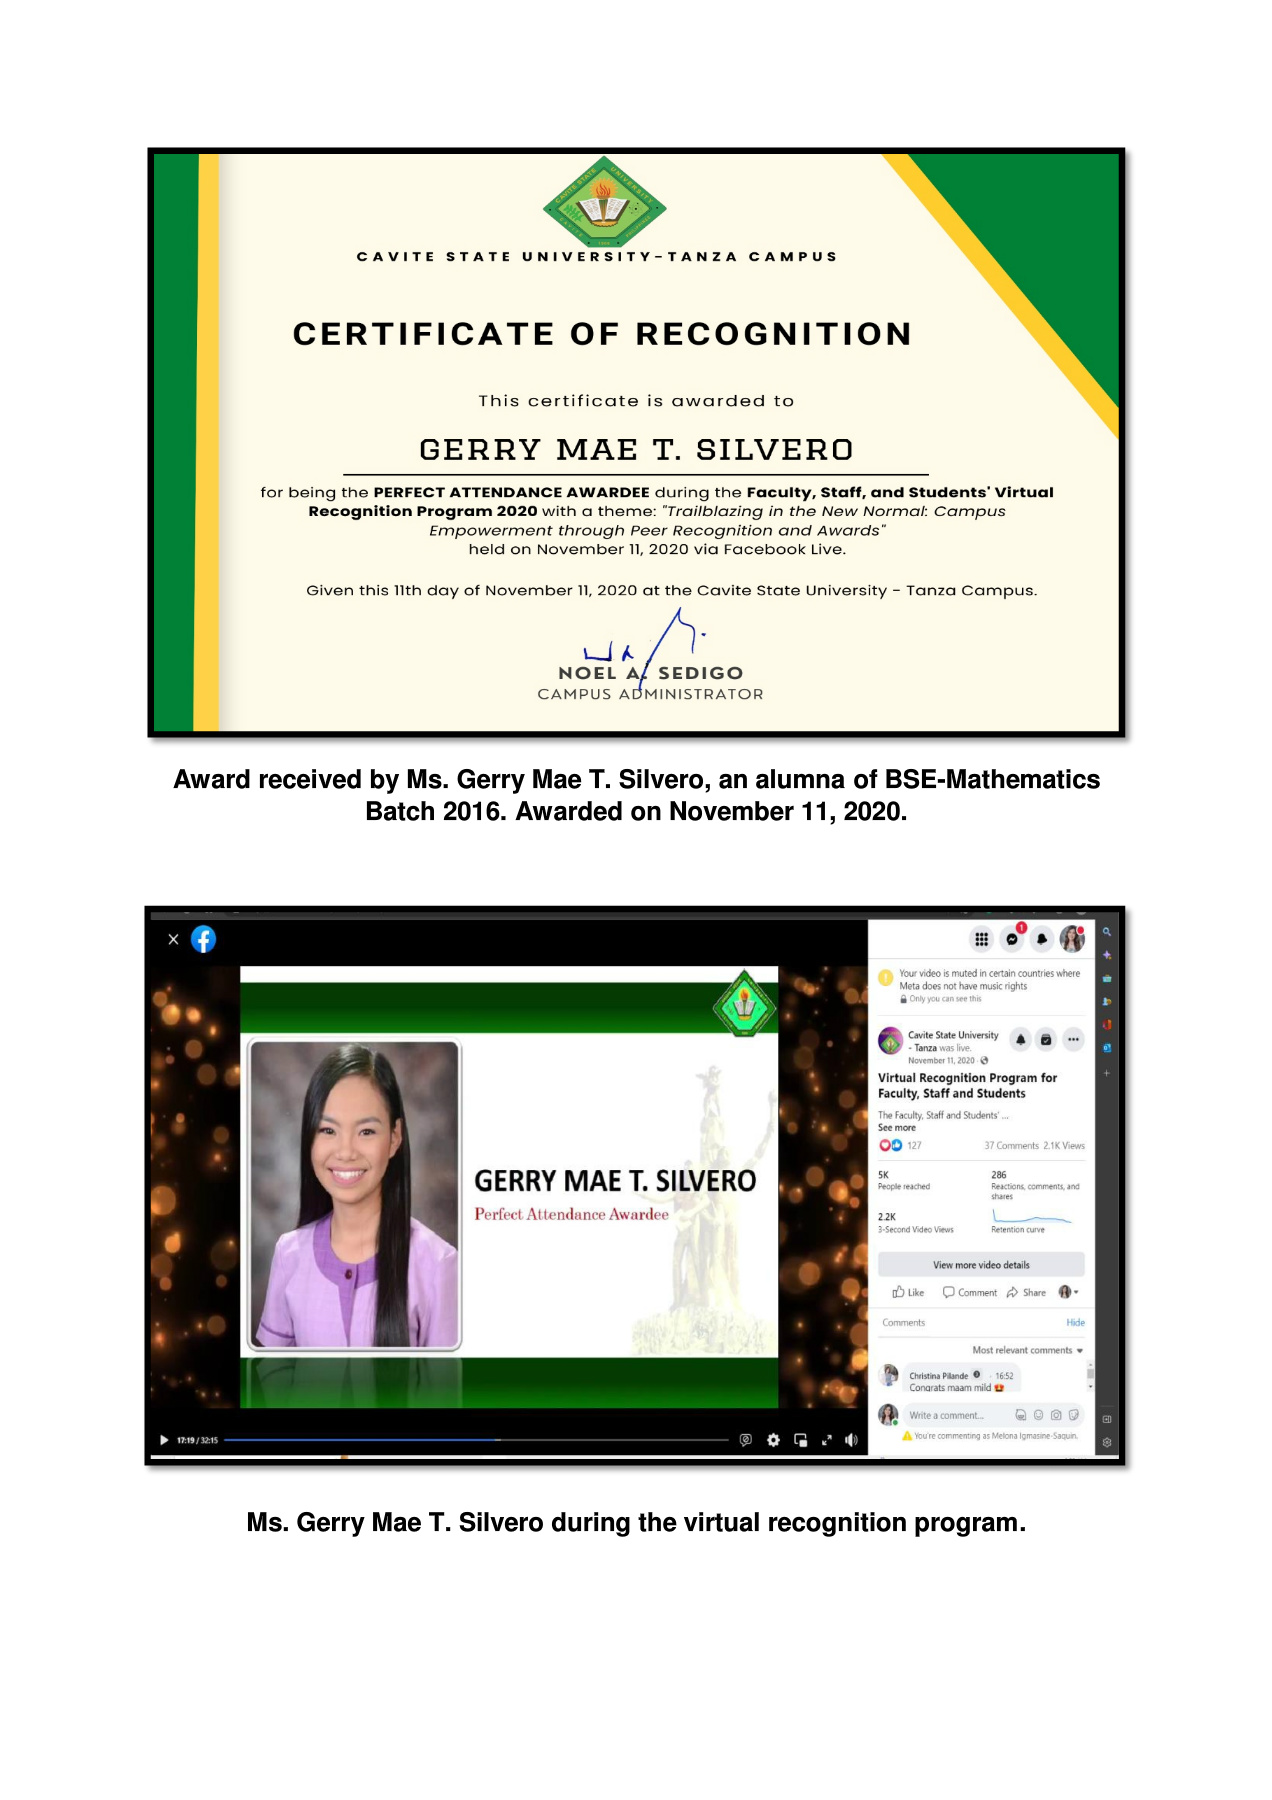 CAVITE STATE UNIVERSITY
CAVITE STATE UNIVERSITY-TANZA CAMPUS
CERTIFICATE OF RECOGNITION
This certificate is awarded to
GERRY MAE T. SILVERO
for being the PERFECT ATTENDANCE AWARDEE during the Faculty, Staff, and Students' Virtual
Recognition Program 2020 with a theme: "Trailblazing in the New Normal: Campus
Empowerment through Peer Recognition and Awards"
held on November 11, 2020 via Facebook Live.
Given this 11th day of November 11, 2020 at the Cavite State University - Tanza Campus.
NOEL A. SEDIGO
CAMPUS ADMINISTRATOR
Award received by Ms. Gerry Mae T. Silvero, an alumna of BSE-Mathematics
Batch 2016. Awarded on November 11, 2020.
GERRY MAE T. SILVERO
Perfect Attendance Awardee
17:19 / 32:15
1
Your video is muted in certain countries where
Meta does not have music rights
Only you can see this
Cavite State University
- Tanza was live.
November 11, 2020 ·
Virtual Recognition Program for
Faculty, Staff and Students
The Faculty, Staff and Students' ...
See more
127 37 Comments 2.1K Views
5K 286
People reached Reactions, comments, and
shares
2.2K
3-Second Video Views Retention curve
View more video details
Like Comment Share
Comments Hide
Most relevant comments
Christina Pilande · 16:52
Congrats maam mild
Write a comment...
You're commenting as Melona Igmasine-Saquin.
Ms. Gerry Mae T. Silvero during the virtual recognition program.